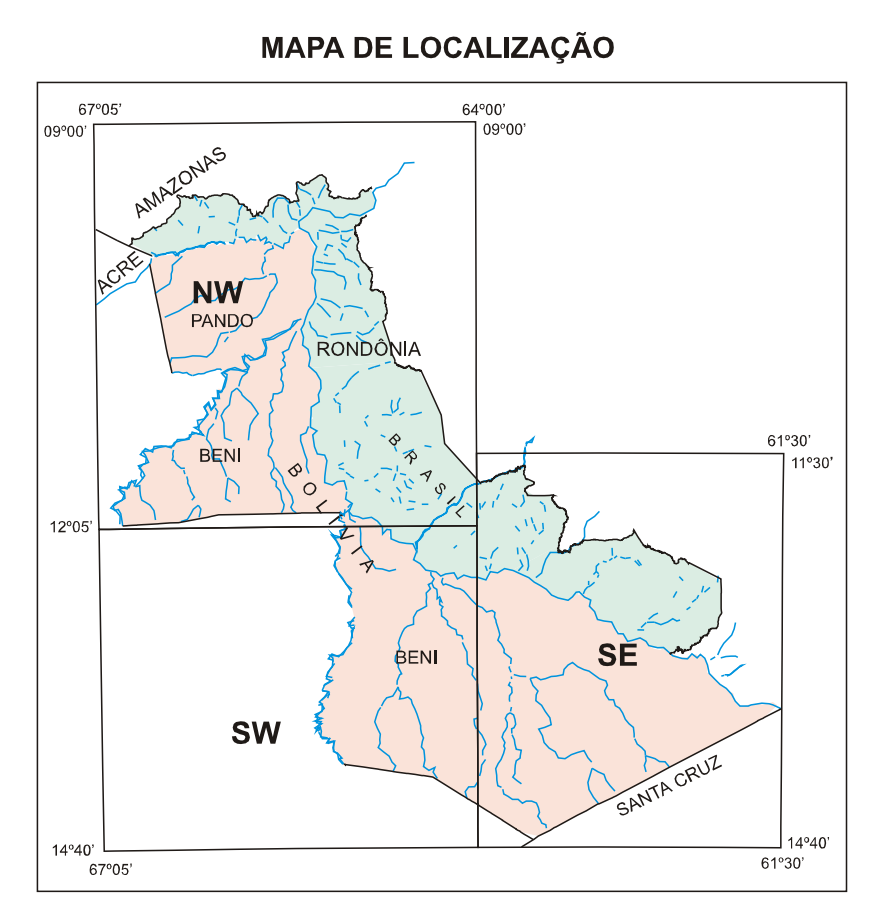 MAPA DE LOCALIZAÇÃO
67º05'
64º00'
09º00'
09º00'
AMAZONAS
ACRE
NW
PANDO
RONDÔNIA
BRASIL
61º30'
11º30'
BENI
BOLIVIA
12º05'
BENI
SE
SW
SANTA CRUZ
14º40'
14º40'
67º05'
61º30'